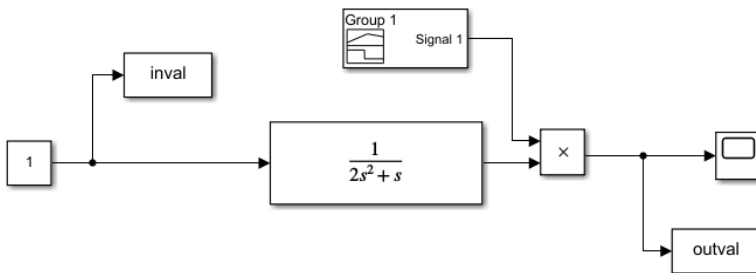 Group 1
Signal 1
inval
1
×
1
2s² + s
outval